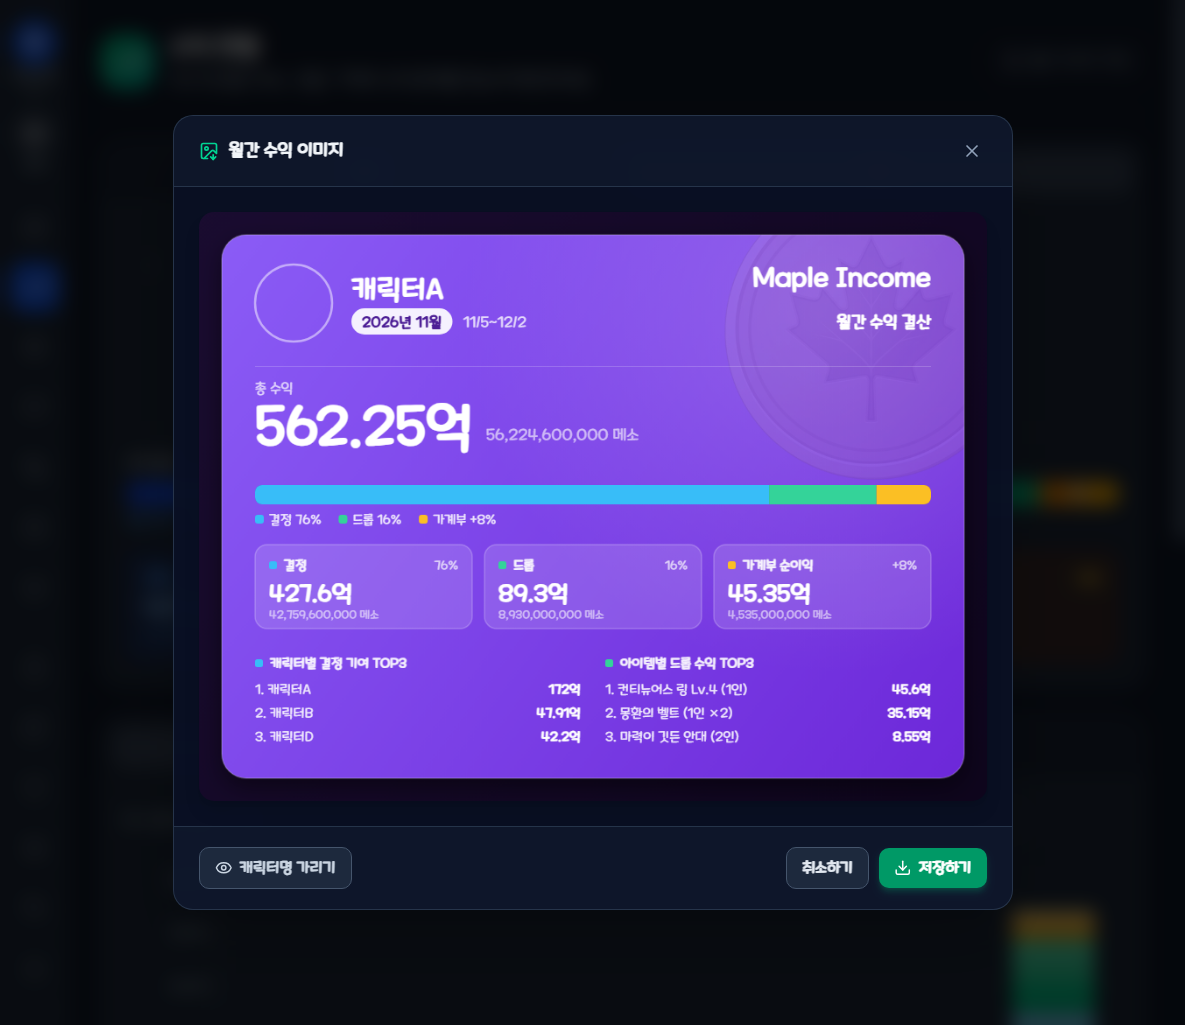 월간 수익 이미지
캐릭터A
2026년 11월 11/5~12/2
Maple Income
월간 수익 결산
총 수익
562.25억 56,224,600,000 메소
결정 76% 드롭 16% 가계부 +8%
결정 76%
427.6억
42,759,600,000 메소
드롭 16%
89.3억
8,930,000,000 메소
가계부 순이익 +8%
45.35억
4,535,000,000 메소
캐릭터별 결정 기여 TOP3
1. 캐릭터A 172억
2. 캐릭터B 47.91억
3. 캐릭터D 42.2억
아이템별 드롭 수익 TOP3
1. 컨티뉴어스 링 Lv.4 (1인) 45.6억
2. 몽환의 벨트 (1인 ×2) 35.15억
3. 마력이 깃든 안대 (2인) 8.55억
캐릭터명 가리기
취소하기
저장하기